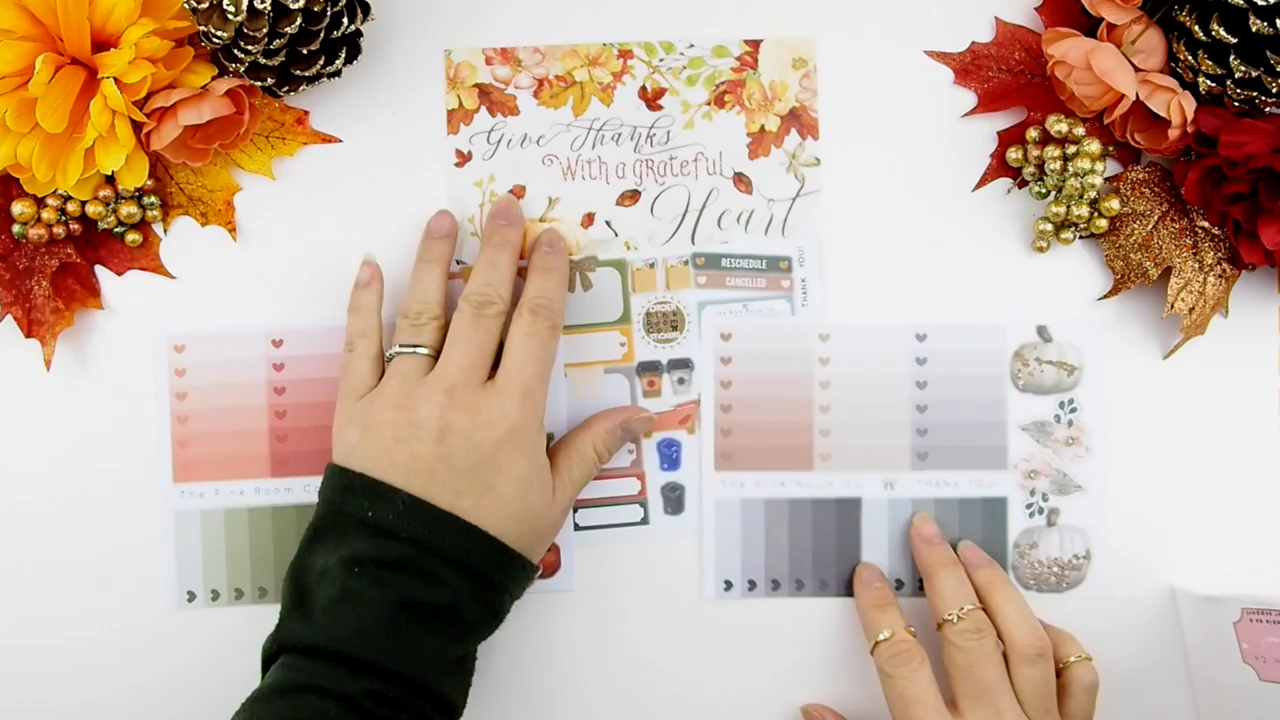 Give Thanks
With a grateful
Heart
RESCHEDULE
CANCELLED
THANK YOU!
The Pink Room Co
The Pink Room Co THANK YOU!